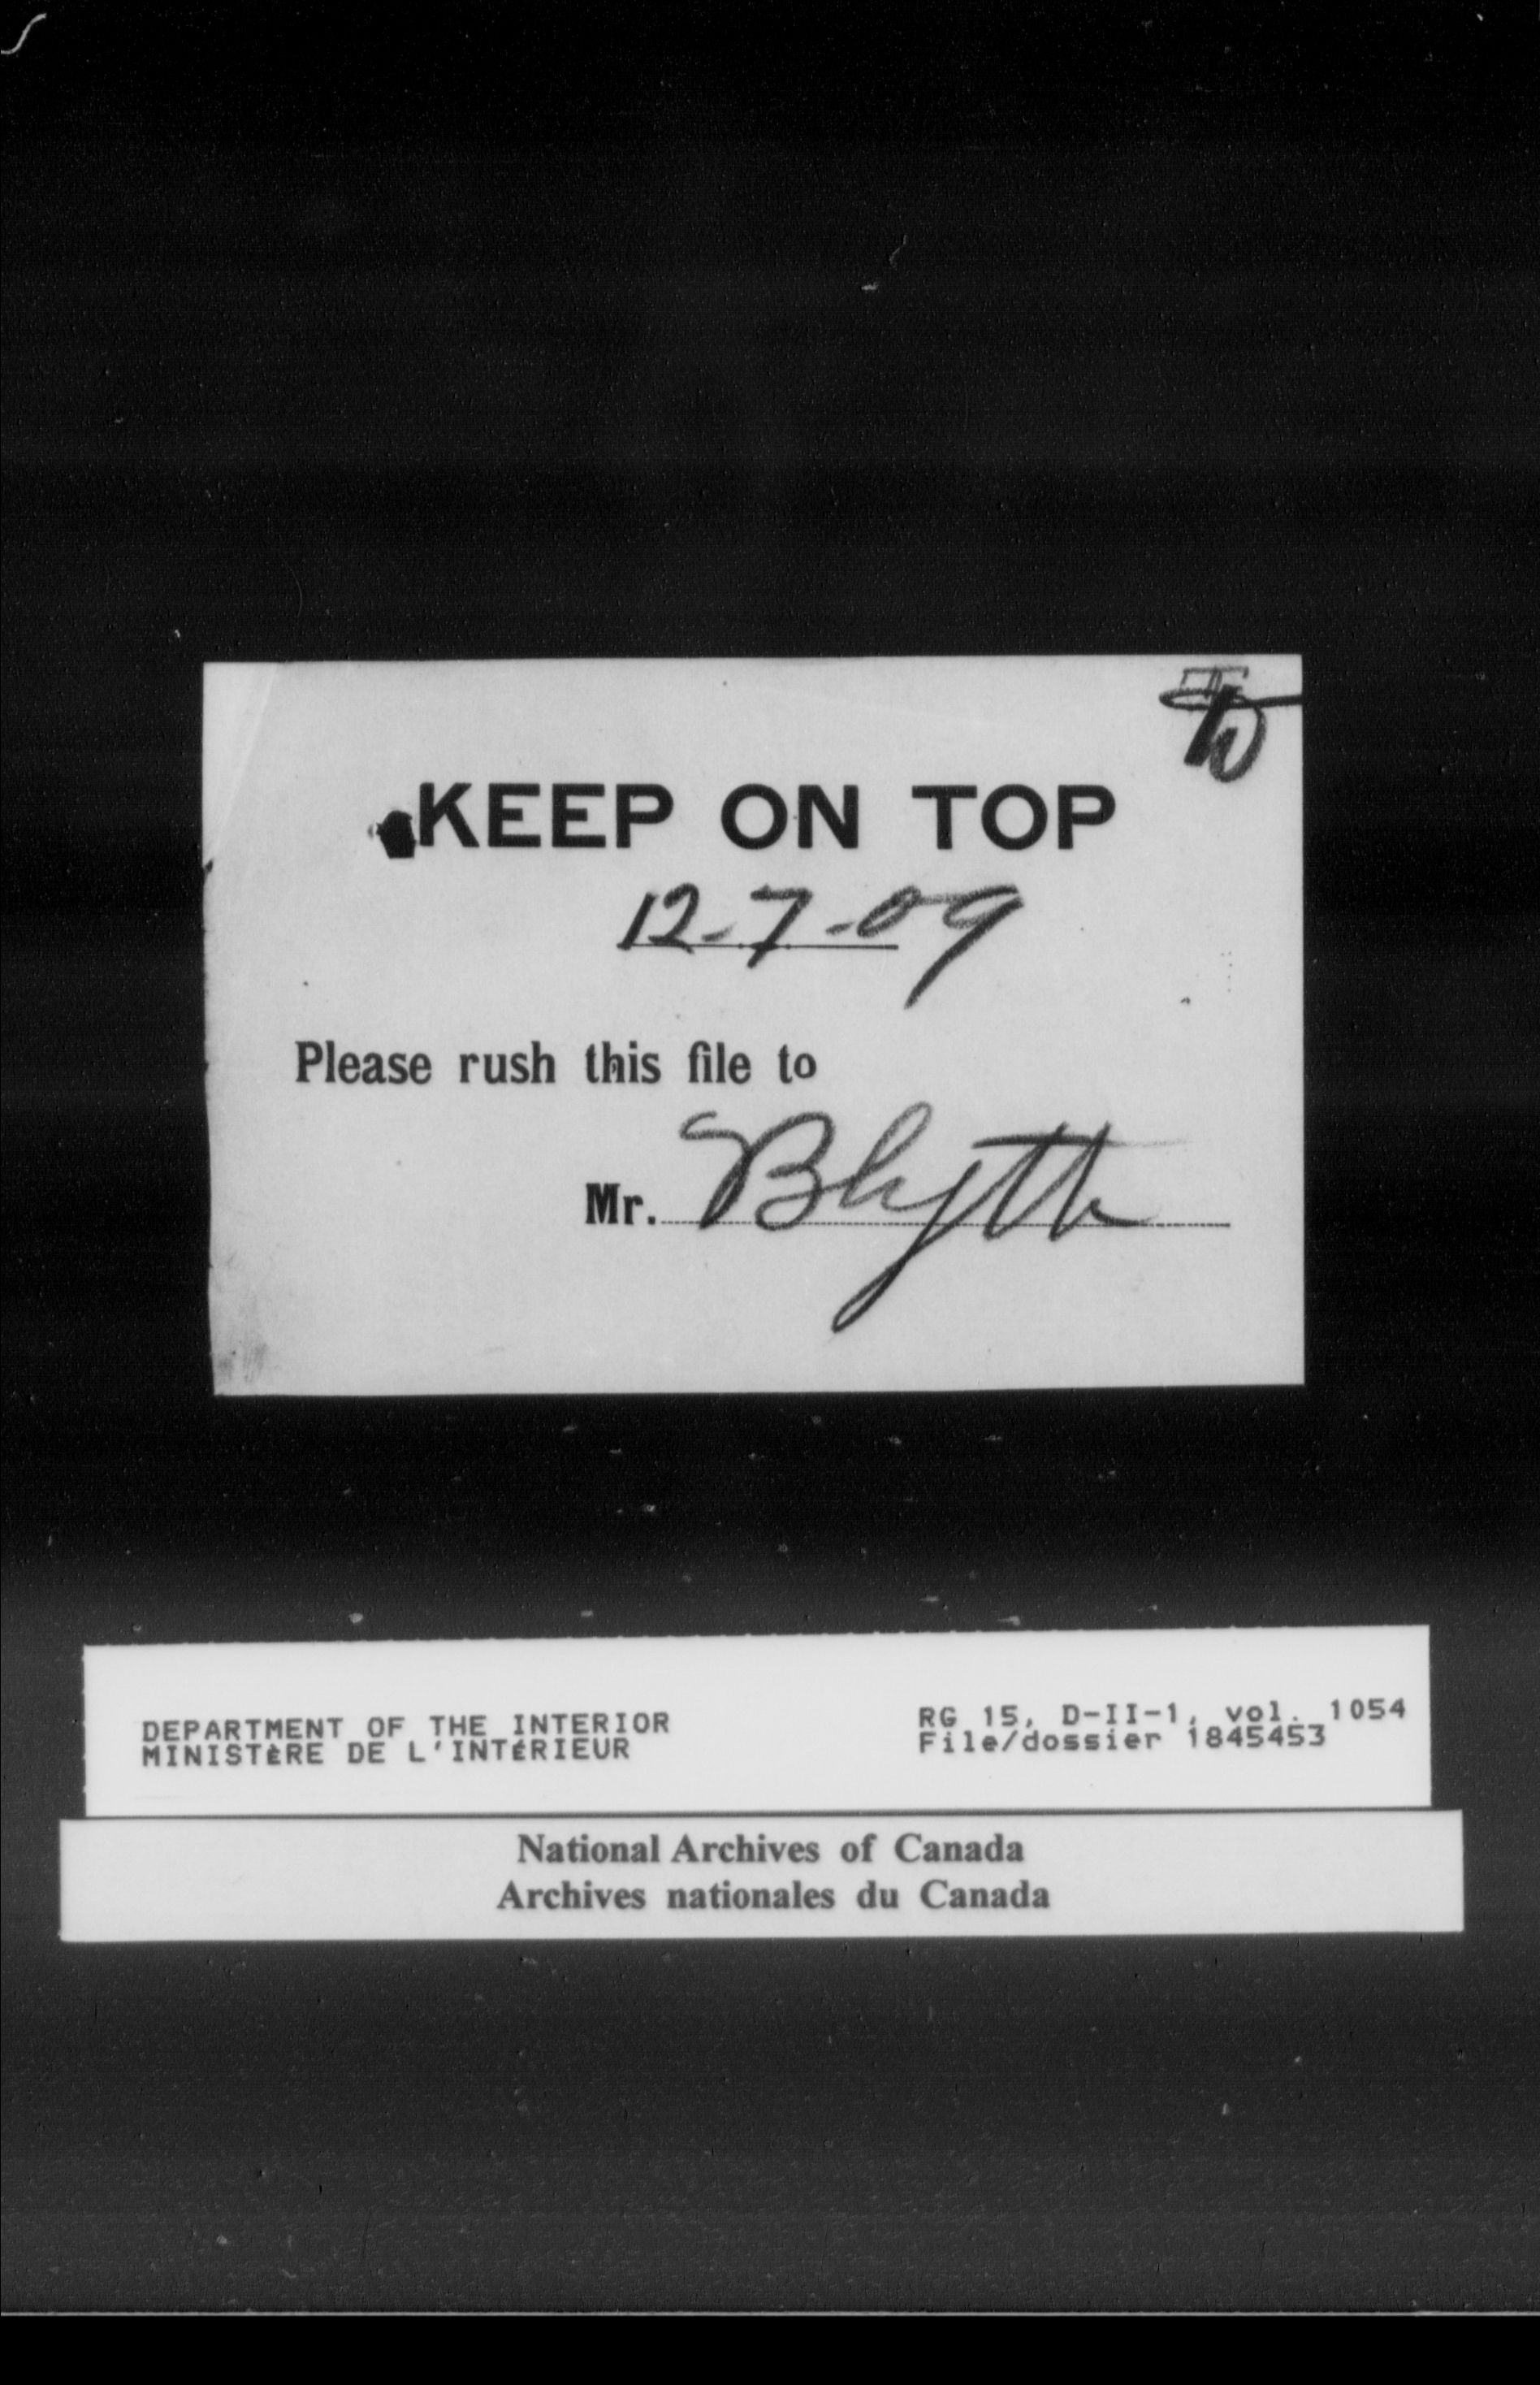 KEEP ON TOP
12-7-09
Please rush this file to
Mr. Blyth
DEPARTMENT OF THE INTERIOR
MINISTÈRE DE L'INTÉRIEUR
RG 15, D-II-1, vol. 1054
File/dossier 1845453
National Archives of Canada
Archives nationales du Canada